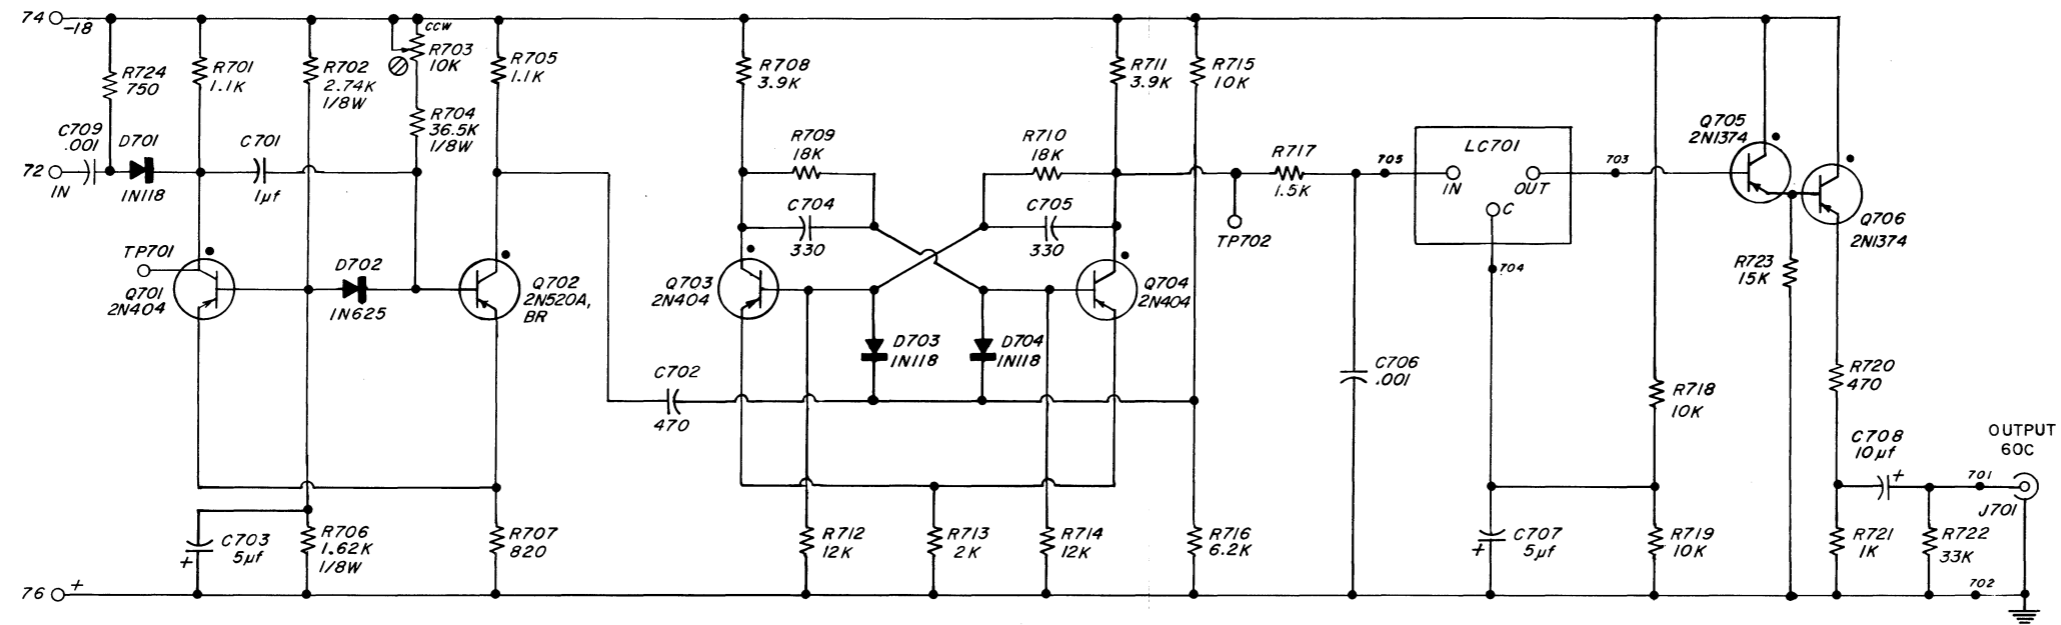 74
-18
R724
750
R701
1.1K
R702
2.74K
1/8W
CCW
R703
10K
R704
36.5K
1/8W
R705
1.1K
C709
.001
72
IN
D701
1N118
C701
1µf
TP701
Q701
2N404
D702
1N625
Q702
2N520A,
BR
C703
5µf
+
R706
1.62K
1/8W
R707
820
76
+
R708
3.9K
R709
18K
C704
330
R710
18K
C705
330
R711
3.9K
R715
10K
Q703
2N404
Q704
2N404
D703
1N118
D704
1N118
C702
470
R712
12K
R713
2K
R714
12K
R716
6.2K
TP702
R717
1.5K
705
LC701
IN
OUT
C
703
704
C706
.001
C707
5µf
+
R718
10K
R719
10K
Q705
2N1374
Q706
2N1374
R723
15K
R720
470
C708
10µf
+
R721
1K
R722
33K
701
OUTPUT
60C
J701
702